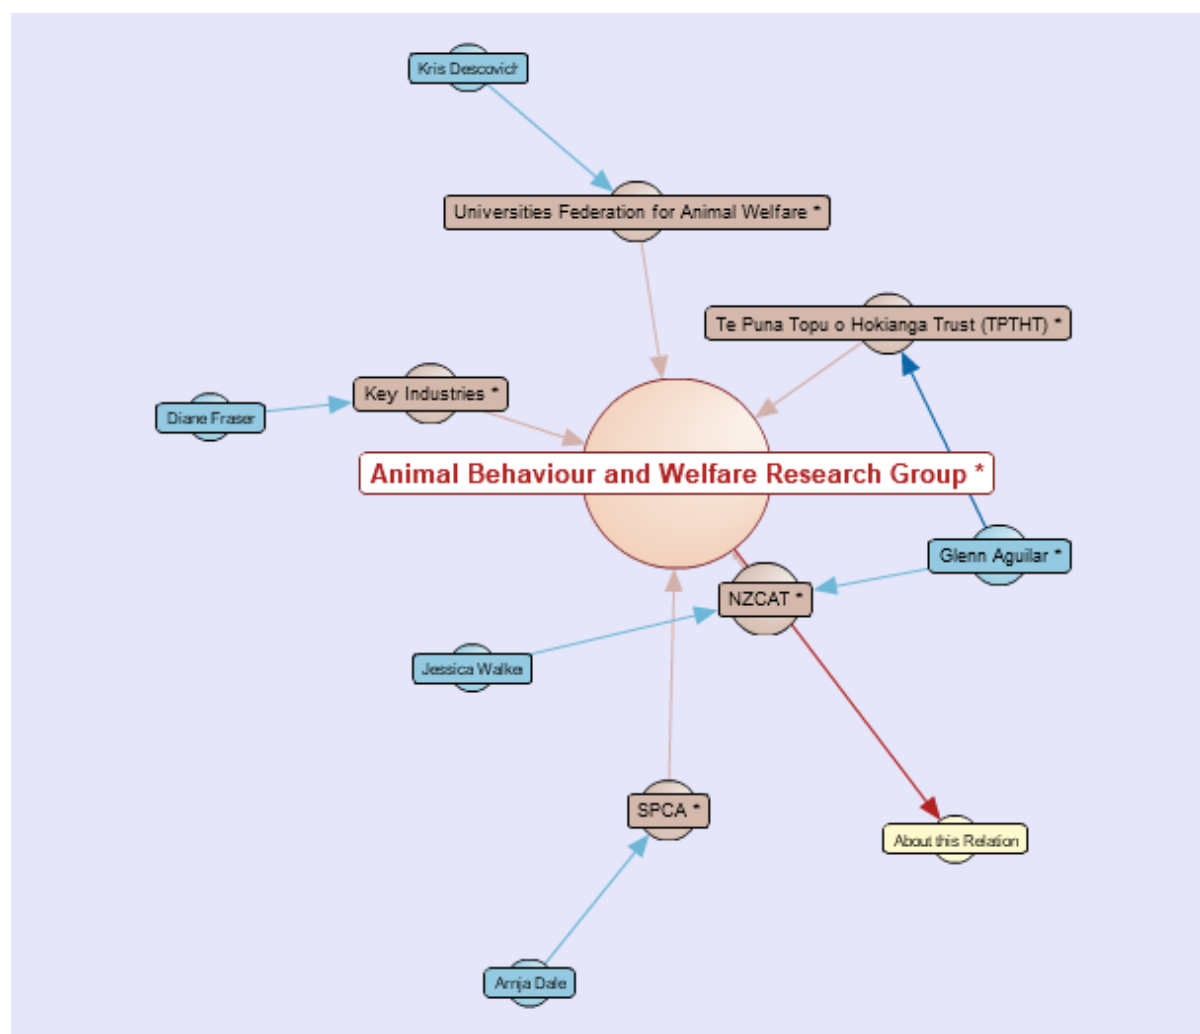 Kris Descovich
Universities Federation for Animal Welfare *
Te Puna Topu o Hokianga Trust (TPTHT) *
Key Industries *
Diane Fraser
Animal Behaviour and Welfare Research Group *
Glenn Aguilar *
NZCAT *
Jessica Walke
SPCA *
About this Relation
Arnja Dale